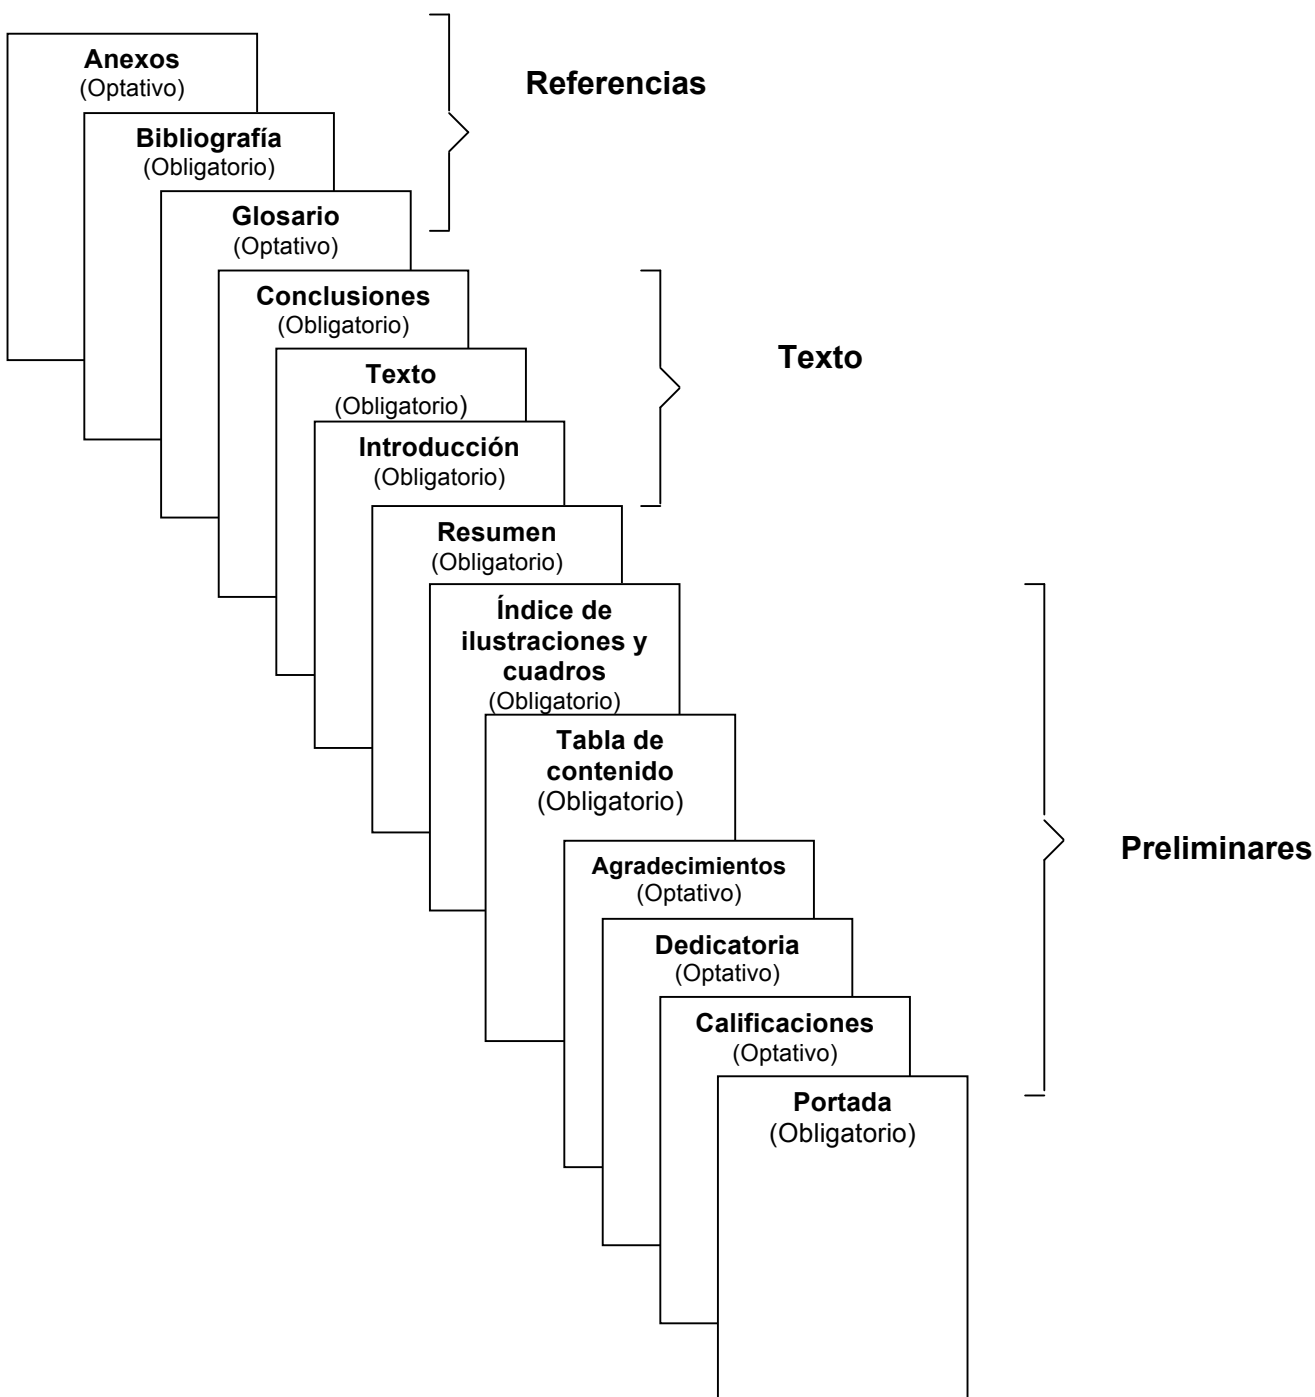 Anexos
(Optativo)
Referencias
Bibliografía
(Obligatorio)
Glosario
(Optativo)
Conclusiones
(Obligatorio)
Texto
Texto
(Obligatorio)
Introducción
(Obligatorio)
Resumen
(Obligatorio)
Índice de
ilustraciones y
cuadros
(Obligatorio)
Tabla de
contenido
(Obligatorio)
Preliminares
Agradecimientos
(Optativo)
Dedicatoria
(Optativo)
Calificaciones
(Optativo)
Portada
(Obligatorio)